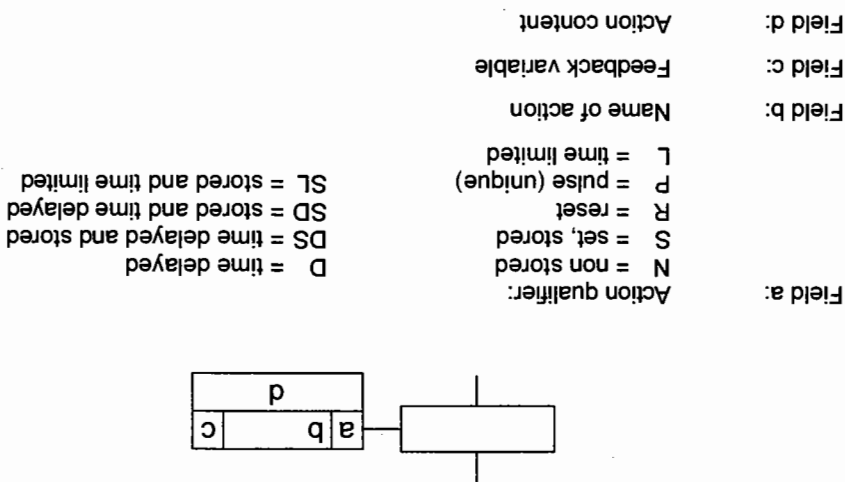 a b c
d
Field a: Action qualifier:
N = non stored D = time delayed
S = set, stored DS = time delayed and stored
R = reset SD = stored and time delayed
P = pulse (unique) SL = stored and time limited
L = time limited
Field b: Name of action
Field c: Feedback variable
Field d: Action content